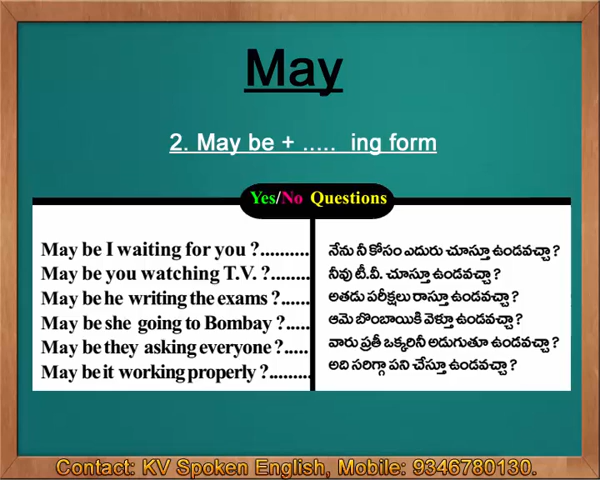 May
2. May be + ..... ing form
Yes/No Questions
May be I waiting for you ?..........
May be you watching T.V. ?........
May be he writing the exams ?......
May be she going to Bombay ?.....
May be they asking everyone ?.....
May be it working properly ?.........
నేను నీ కోసం ఎదురు చూస్తూ ఉండవచ్చా ?
నీవు టీ.వీ. చూస్తూ ఉండవచ్చా ?
అతడు పరీక్షలు రాస్తూ ఉండవచ్చా ?
ఆమె బొంబాయికి వెళ్తూ ఉండవచ్చా ?
వారు ప్రతీ ఒక్కరినీ అడుగుతూ ఉండవచ్చా ?
అది సరిగ్గా పని చేస్తూ ఉండవచ్చా ?
Contact: KV Spoken English, Mobile: 9346780130.